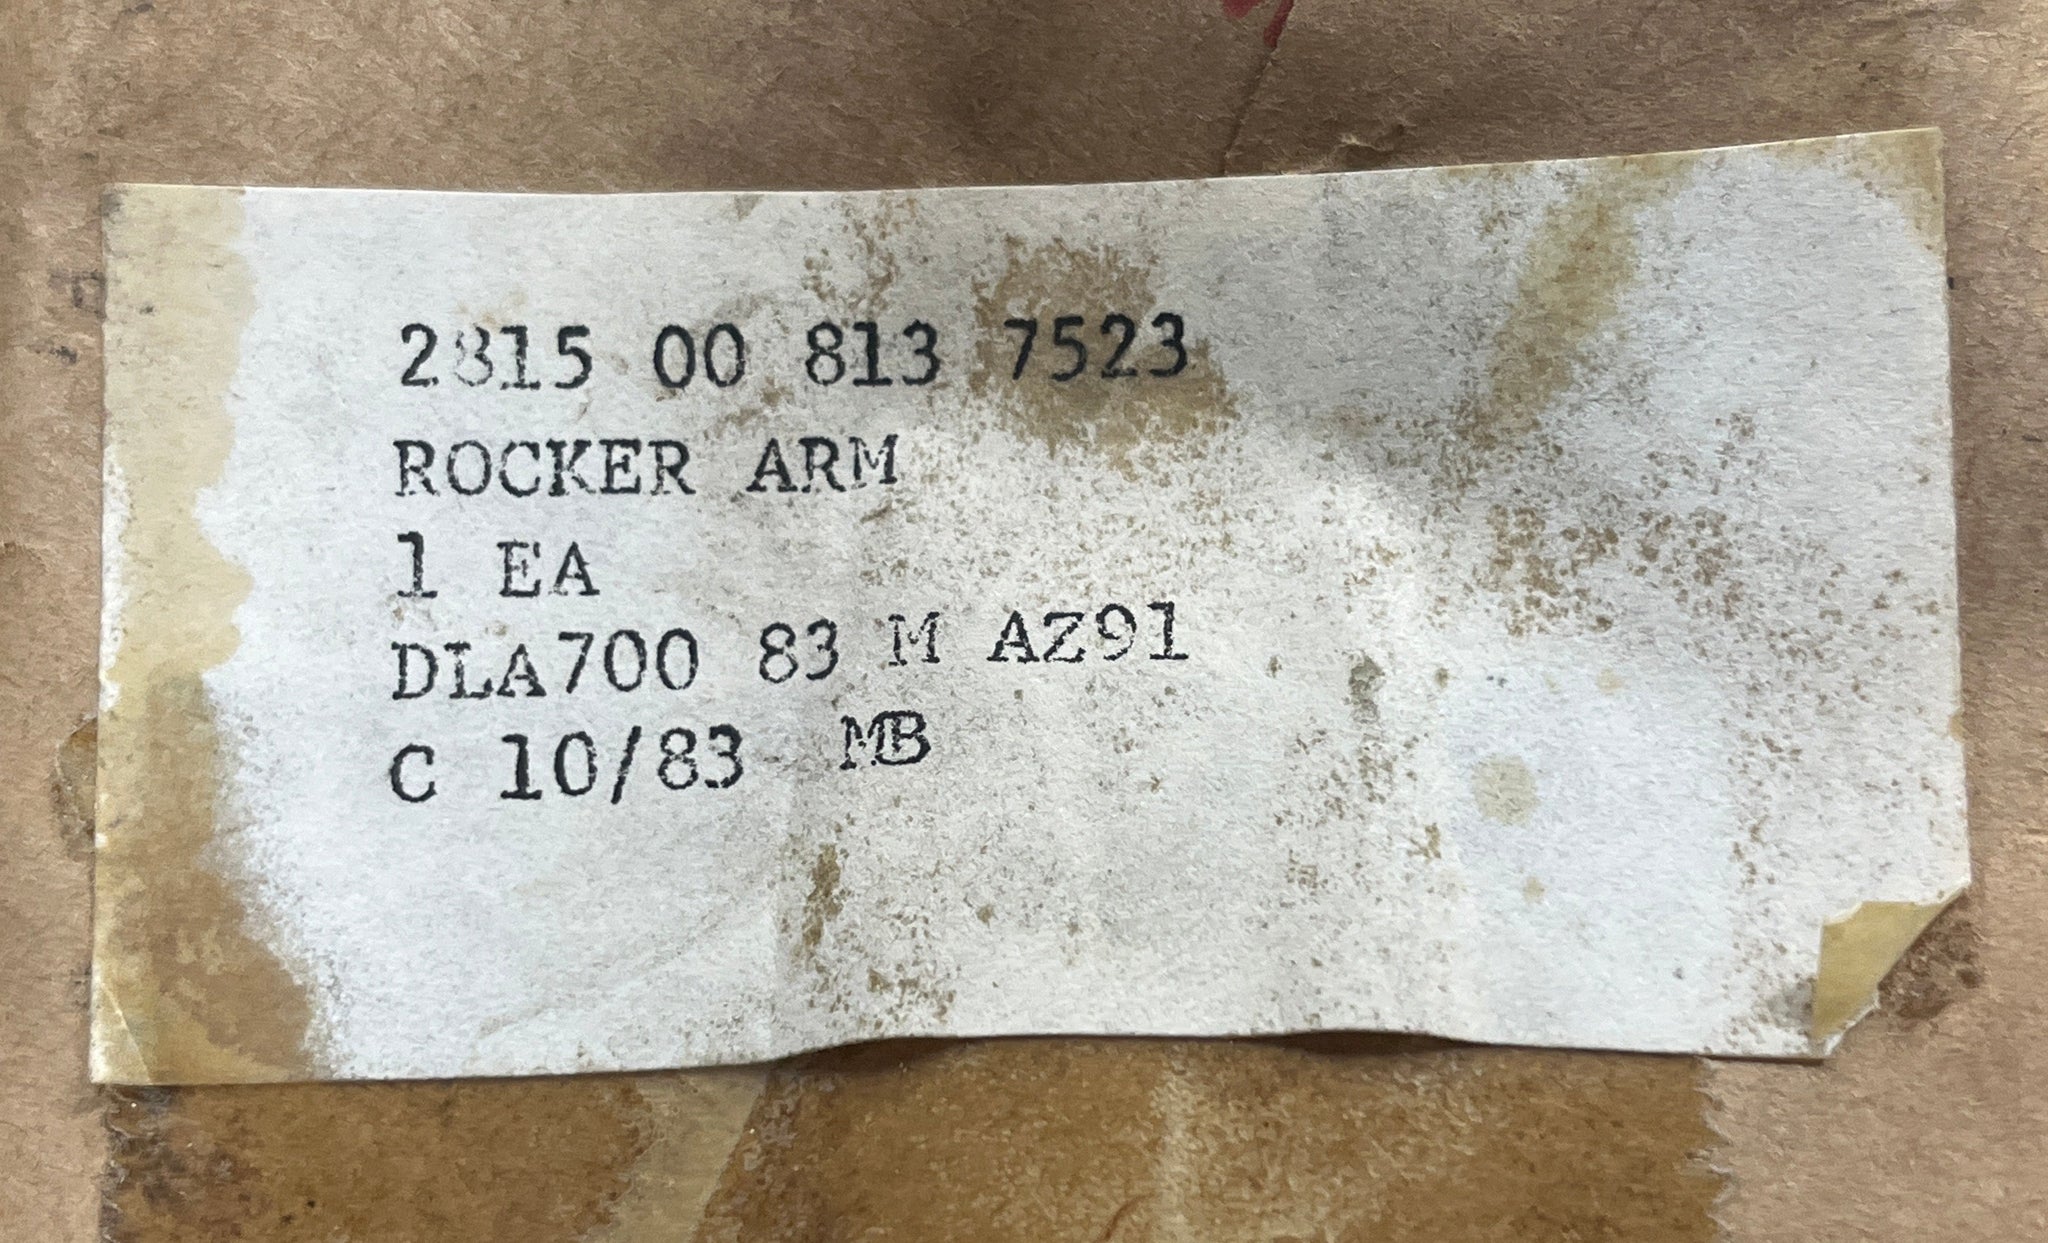 2815 00 813 7523
ROCKER ARM
1 EA
DLA700 83 M AZ91
C 10/83 MB